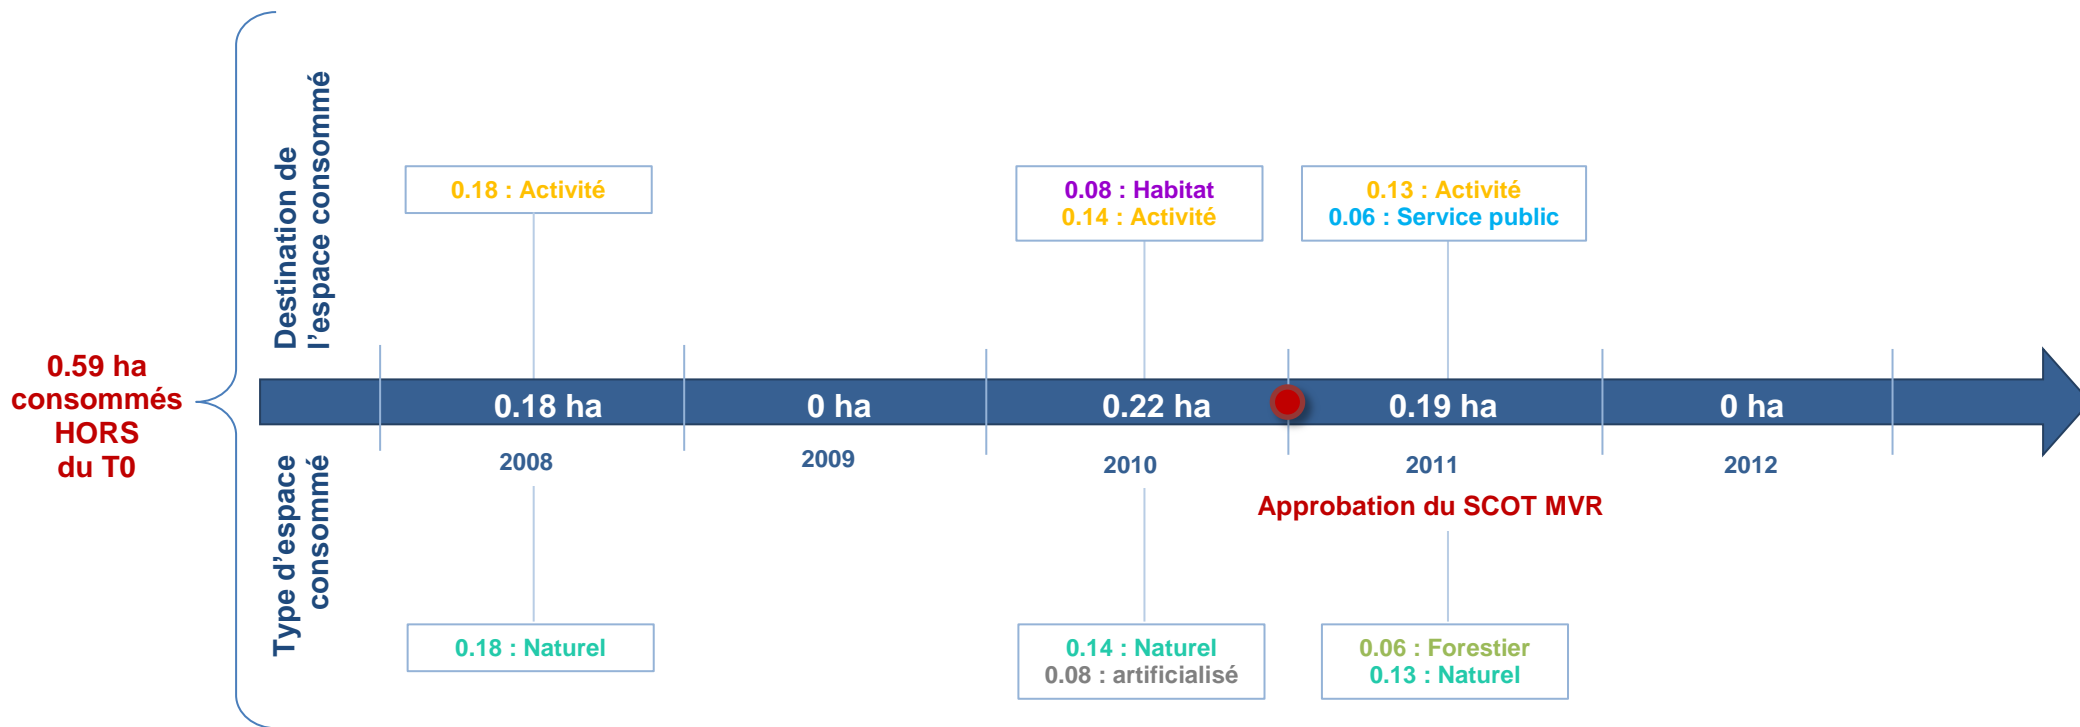 0.59 ha
consommés
HORS
du T0
Destination de
l'espace consommé
Type d'espace
consommé
0.18 : Activité
0.08 : Habitat
0.14 : Activité
0.13 : Activité
0.06 : Service public
0.18 ha
0 ha
0.22 ha
0.19 ha
0 ha
2008
2009
2010
2011
2012
Approbation du SCOT MVR
0.18 : Naturel
0.14 : Naturel
0.08 : artificialisé
0.06 : Forestier
0.13 : Naturel